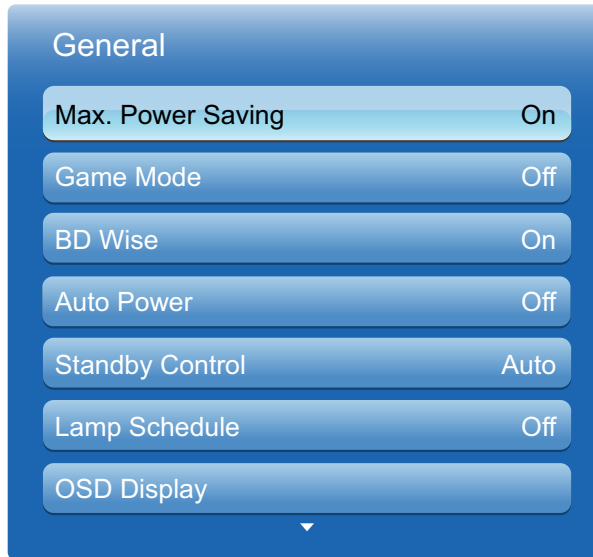 General
Max. Power Saving On
Game Mode Off
BD Wise On
Auto Power Off
Standby Control Auto
Lamp Schedule Off
OSD Display